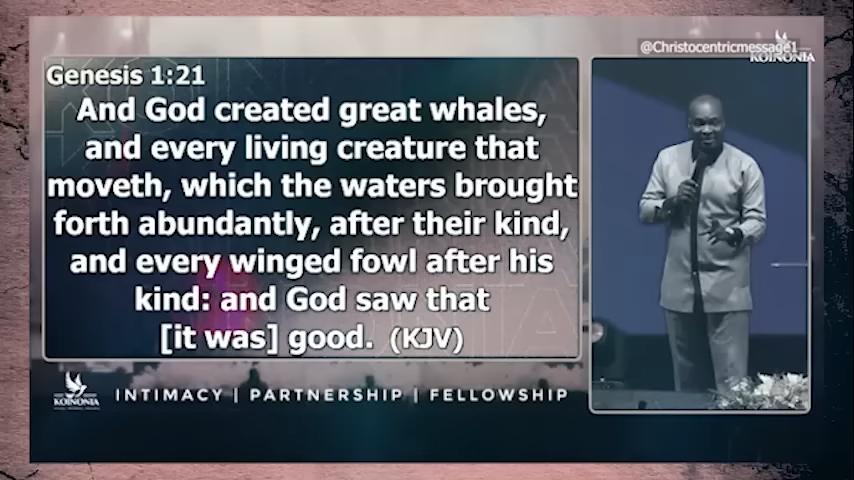 @Christocentricmessage1
KOINONIA
Genesis 1:21
And God created great whales,
and every living creature that
moveth, which the waters brought
forth abundantly, after their kind,
and every winged fowl after his
kind: and God saw that
[it was] good. (KJV)
KOINONIA
INTIMACY | PARTNERSHIP | FELLOWSHIP